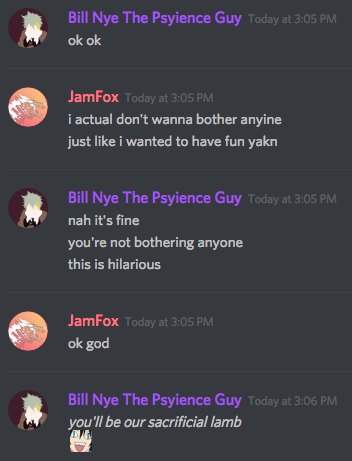 Bill Nye The Psyience Guy Today at 3:05 PM
ok ok
JamFox Today at 3:05 PM
i actual don't wanna bother anyine
just like i wanted to have fun yakn
Bill Nye The Psyience Guy Today at 3:05 PM
nah it's fine
you're not bothering anyone
this is hilarious
JamFox Today at 3:05 PM
ok god
Bill Nye The Psyience Guy Today at 3:06 PM
you'll be our sacrificial lamb